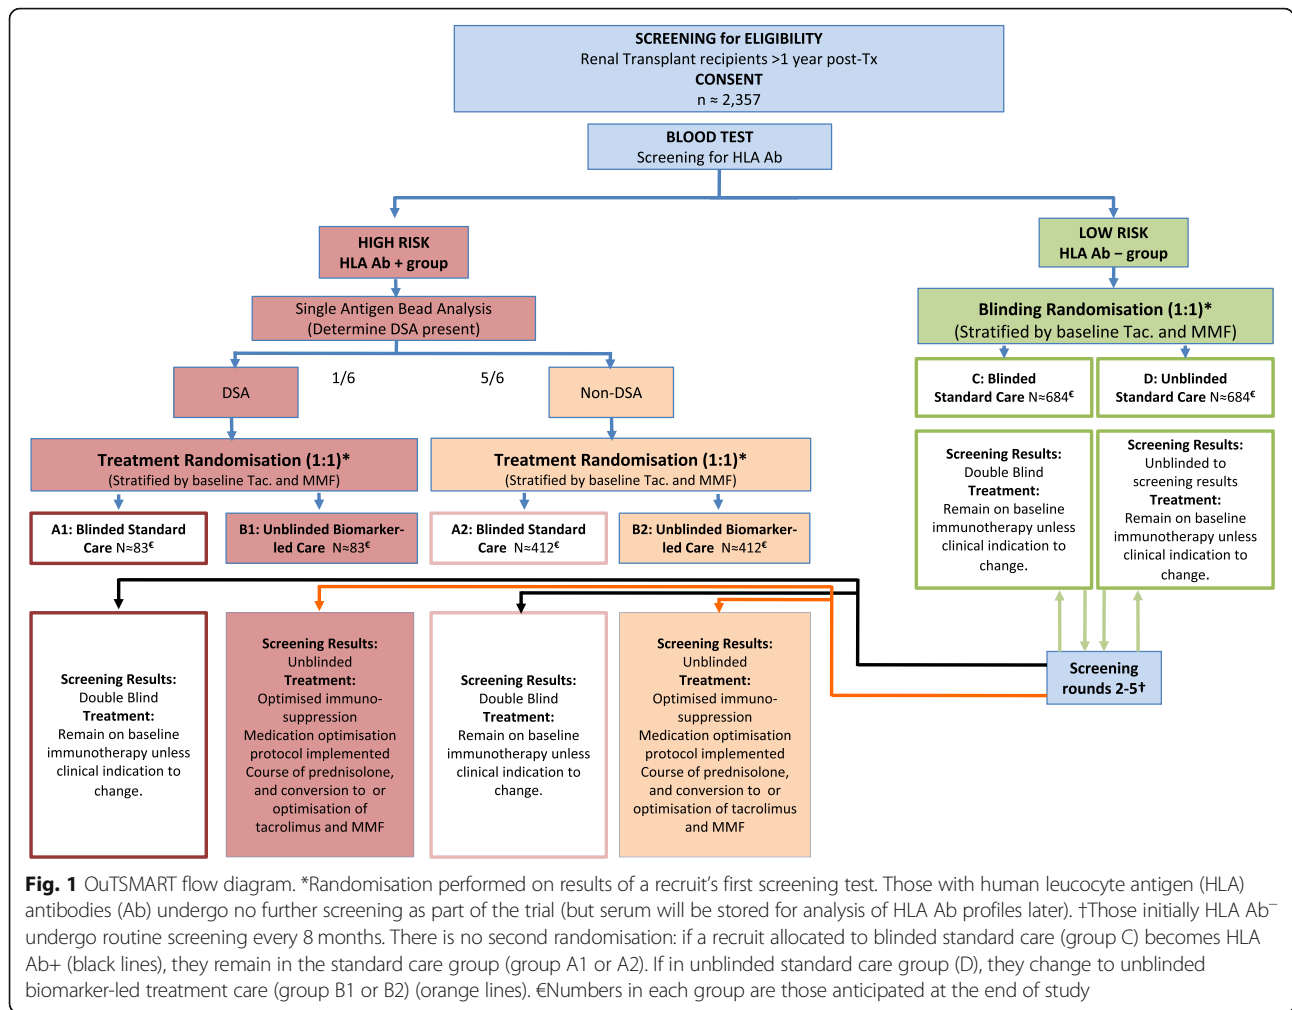 SCREENING for ELIGIBILITY
Renal Transplant recipients >1 year post-Tx
CONSENT
n ≈ 2,357
BLOOD TEST
Screening for HLA Ab
HIGH RISK
HLA Ab + group
LOW RISK
HLA Ab – group
Single Antigen Bead Analysis
(Determine DSA present)
Blinding Randomisation (1:1)*
(Stratified by baseline Tac. and MMF)
DSA
1/6
5/6
Non-DSA
C: Blinded
Standard Care N≈684€
D: Unblinded
Standard Care N≈684€
Treatment Randomisation (1:1)*
(Stratified by baseline Tac. and MMF)
Treatment Randomisation (1:1)*
(Stratified by baseline Tac. and MMF)
Screening Results:
Double Blind
Treatment:
Remain on baseline
immunotherapy unless
clinical indication to
change.
Screening Results:
Unblinded to
screening results
Treatment:
Remain on baseline
immunotherapy unless
clinical indication to
change.
A1: Blinded Standard
Care N≈83€
B1: Unblinded Biomarker-
led Care N≈83€
A2: Blinded Standard
Care N≈412€
B2: Unblinded Biomarker-
led Care N≈412€
Screening Results:
Double Blind
Treatment:
Remain on baseline
immunotherapy unless
clinical indication to
change.
Screening Results:
Unblinded
Treatment:
Optimised immuno-
suppression
Medication optimisation
protocol implemented
Course of prednisolone,
and conversion to or
optimisation of
tacrolimus and MMF
Screening Results:
Double Blind
Treatment:
Remain on baseline
immunotherapy unless
clinical indication to
change.
Screening Results:
Unblinded
Treatment:
Optimised immuno-
suppression
Medication optimisation
protocol implemented
Course of prednisolone,
and conversion to or
optimisation of tacrolimus
and MMF
Screening
rounds 2-5†
Fig. 1 OuTSMART flow diagram. *Randomisation performed on results of a recruit's first screening test. Those with human leucocyte antigen (HLA)
antibodies (Ab) undergo no further screening as part of the trial (but serum will be stored for analysis of HLA Ab profiles later). †Those initially HLA Ab−
undergo routine screening every 8 months. There is no second randomisation: if a recruit allocated to blinded standard care (group C) becomes HLA
Ab+ (black lines), they remain in the standard care group (group A1 or A2). If in unblinded standard care group (D), they change to unblinded
biomarker-led treatment care (group B1 or B2) (orange lines). €Numbers in each group are those anticipated at the end of study